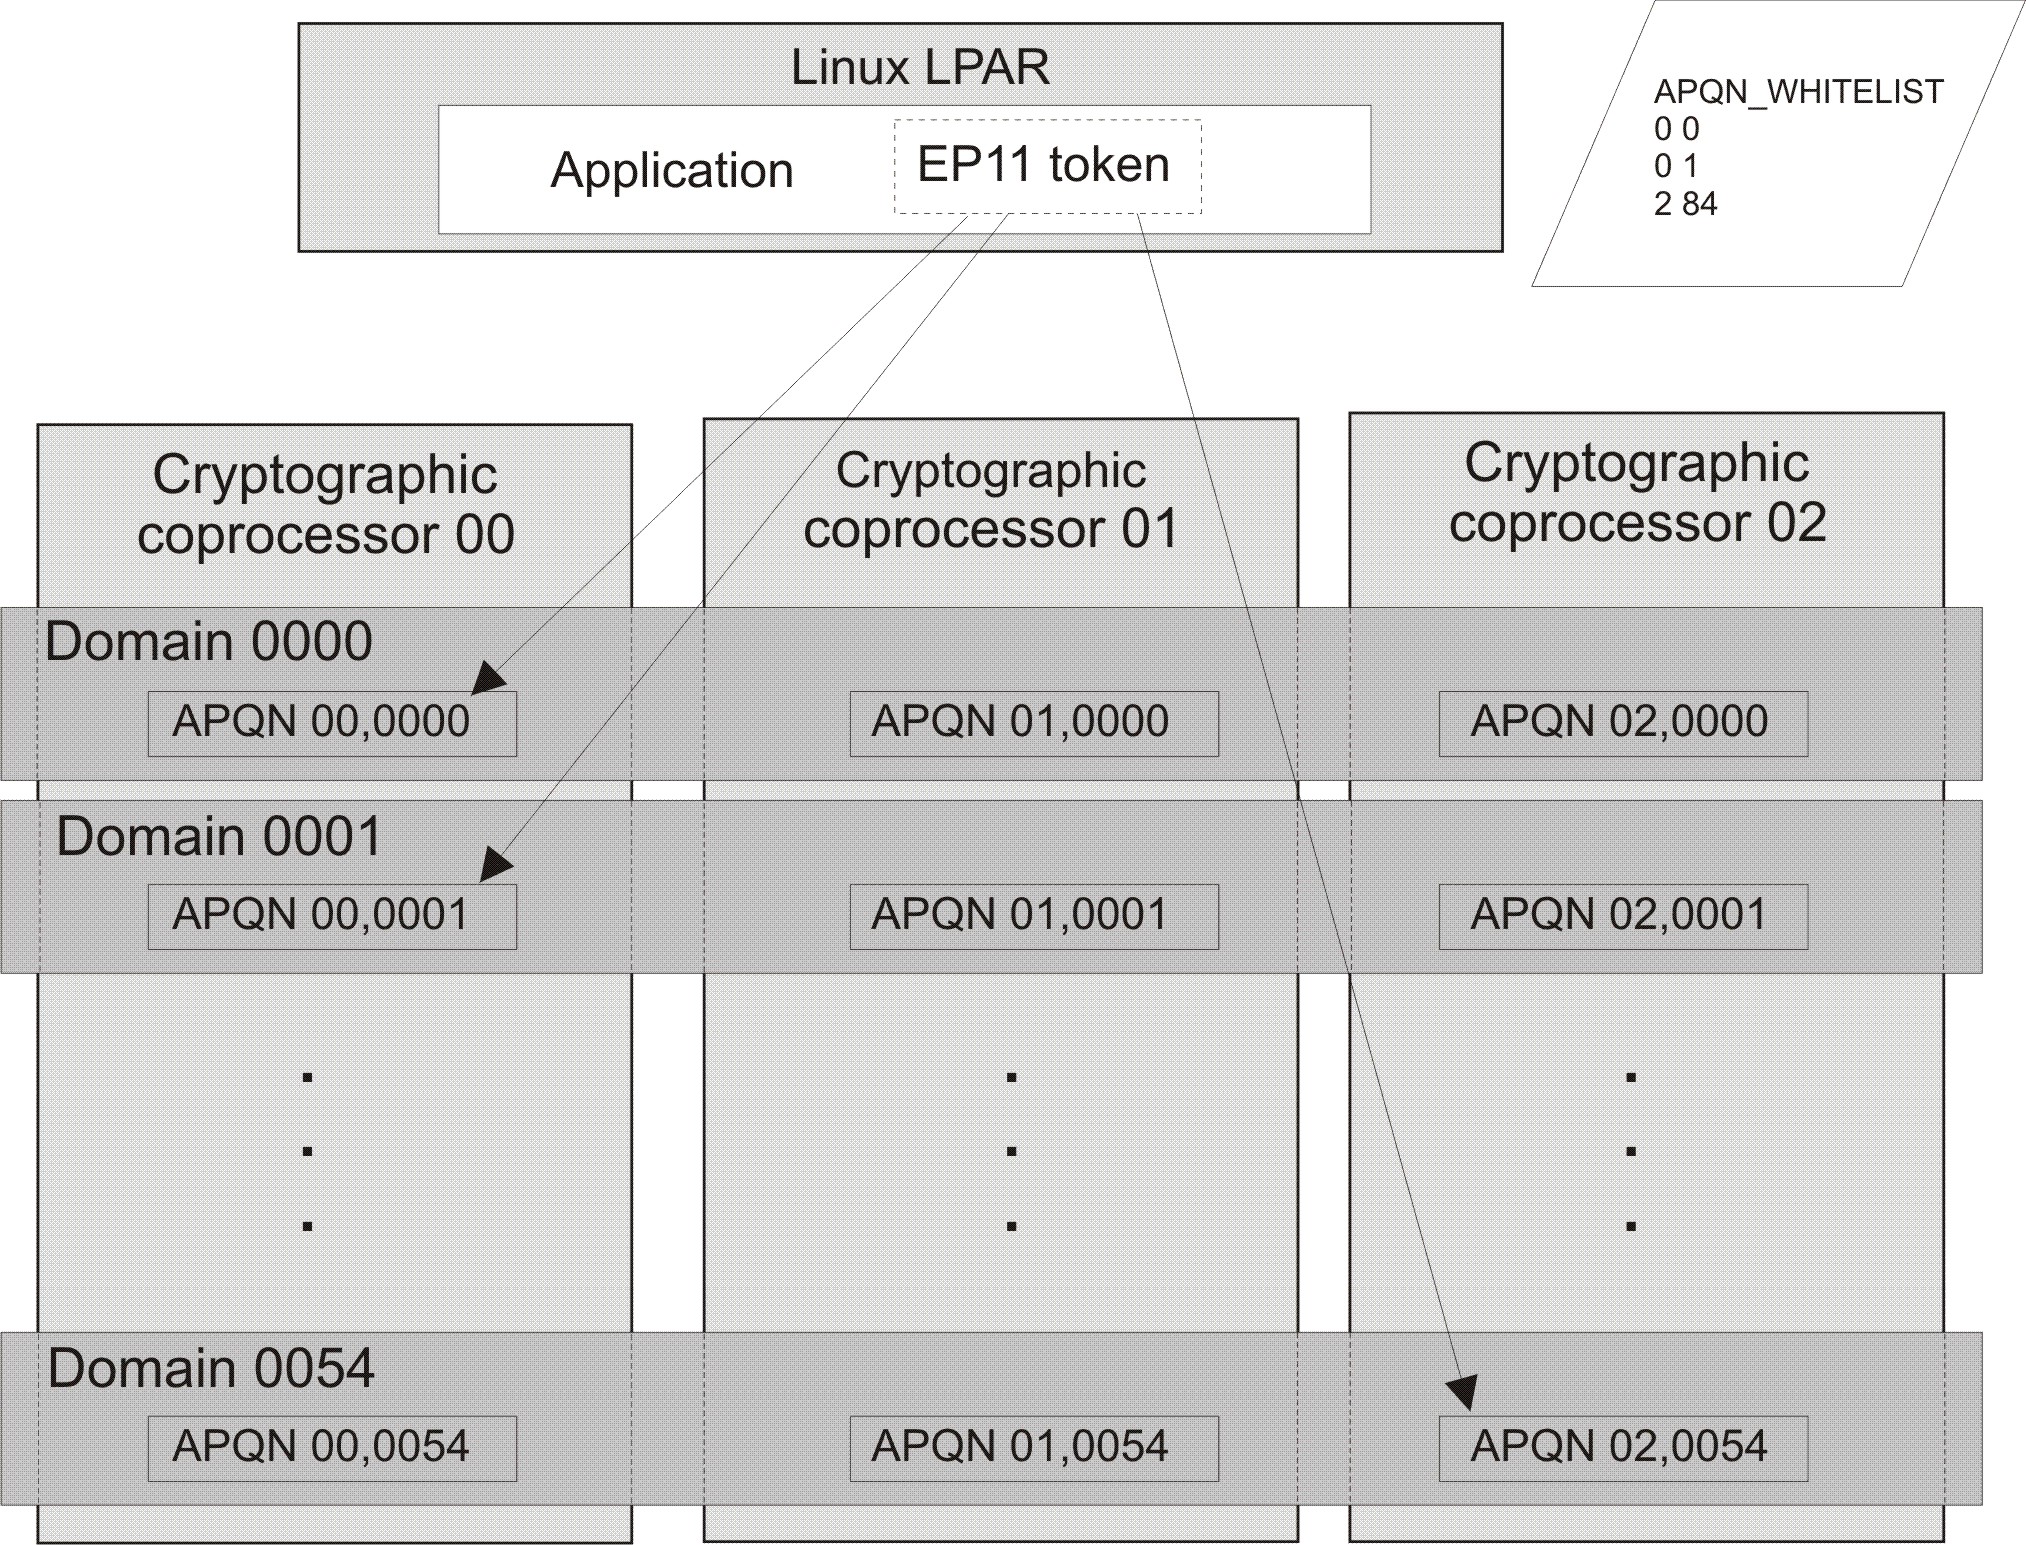 Linux LPAR
Application
EP11 token
APQN_WHITELIST
0 0
0 1
2 84
Cryptographic
coprocessor 00
Cryptographic
coprocessor 01
Cryptographic
coprocessor 02
Domain 0000
APQN 00,0000
APQN 01,0000
APQN 02,0000
Domain 0001
APQN 00,0001
APQN 01,0001
APQN 02,0001
Domain 0054
APQN 00,0054
APQN 01,0054
APQN 02,0054